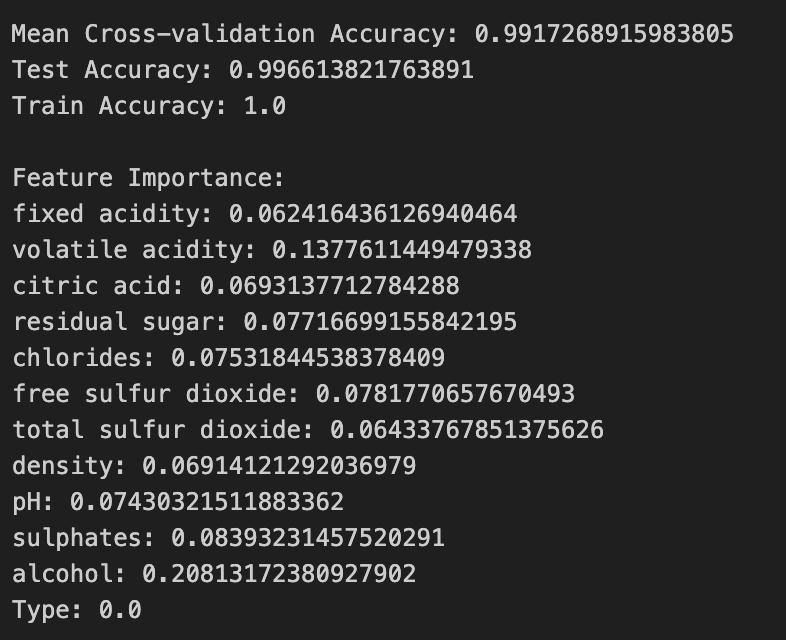 Mean Cross-validation Accuracy: 0.9917268915983805
Test Accuracy: 0.996613821763891
Train Accuracy: 1.0
Feature Importance:
fixed acidity: 0.062416436126940464
volatile acidity: 0.1377611449479338
citric acid: 0.0693137712784288
residual sugar: 0.07716699155842195
chlorides: 0.07531844538378409
free sulfur dioxide: 0.0781770657670493
total sulfur dioxide: 0.06433767851375626
density: 0.06914121292036979
pH: 0.07430321511883362
sulphates: 0.08393231457520291
alcohol: 0.20813172380927902
Type: 0.0